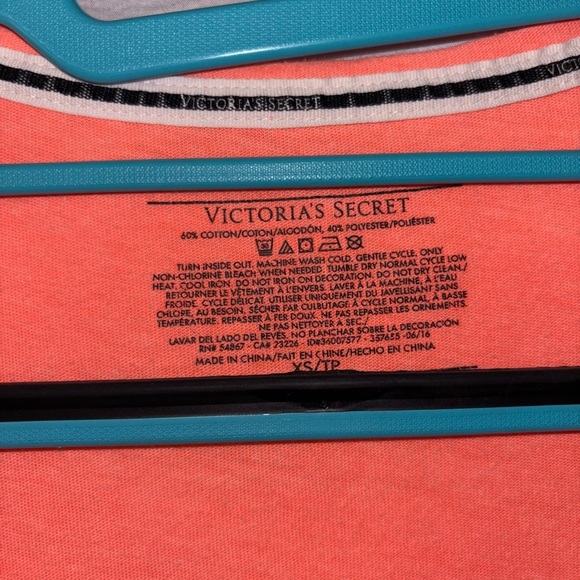 VICTORIA'S SECRET
VICTORIA'S
VICTORIA'S SECRET
60% COTTON/COTON/ALGODÓN, 40% POLYESTER/POLIÉSTER
TURN INSIDE OUT. MACHINE WASH COLD, GENTLE CYCLE. ONLY
NON-CHLORINE BLEACH WHEN NEEDED. TUMBLE DRY NORMAL CYCLE LOW
HEAT. COOL IRON. DO NOT IRON ON DECORATION. DO NOT DRY CLEAN./
RETOURNER LE VÊTEMENT À L'ENVERS. LAVER À LA MACHINE, À L'EAU
FROIDE, CYCLE DÉLICAT. UTILISER UNIQUEMENT DU JAVELLISANT SANS
CHLORE, AU BESOIN. SÉCHER PAR CULBUTAGE À CYCLE NORMAL, À BASSE
TEMPÉRATURE. REPASSER À FER DOUX. NE PAS REPASSER LES ORNEMENTS.
NE PAS NETTOYER À SEC./
LAVAR DEL LADO DEL REVÉS. NO PLANCHAR SOBRE LA DECORACIÓN
RN# 54867 - CA# 23226 - ID#36007577 - 357655 -06/16
MADE IN CHINA/FAIT EN CHINE/HECHO EN CHINA
XS/TP